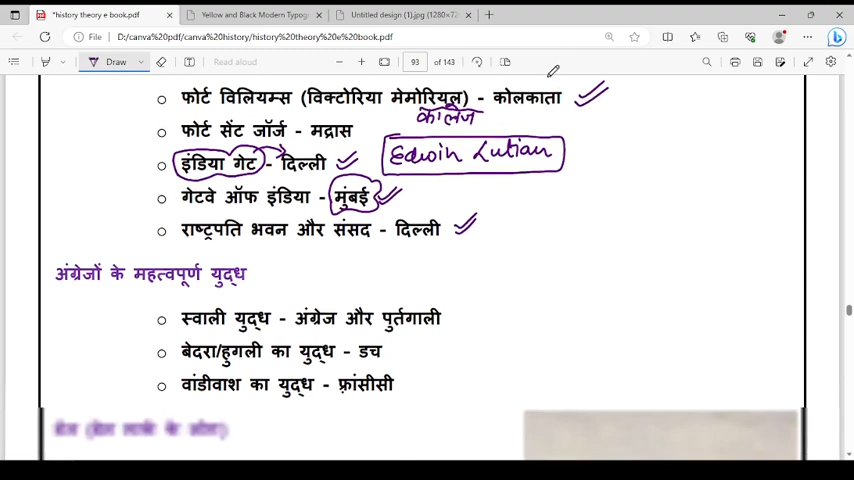 *history theory e book.pdf
Yellow and Black Modern Typogr
Untitled design (1).jpg (1280×72
File
D:/canva%20pdf/canva%20history/history%20theory%20e%20book.pdf
Draw
Read aloud
93 of 143
फोर्ट विलियम्स (विक्टोरिया मेमोरियल) - कोलकाता
कालेज
फोर्ट सेंट जॉर्ज - मद्रास
Edwin Lutian
इंडिया गेट - दिल्ली
गेटवे ऑफ इंडिया - मुंबई
राष्ट्रपति भवन और संसद - दिल्ली
अंग्रेजों के महत्वपूर्ण युद्ध
स्वाली युद्ध - अंग्रेज और पुर्तगाली
बेदरा/हुगली का युद्ध - डच
वांडीवाश का युद्ध - फ़्रांसीसी